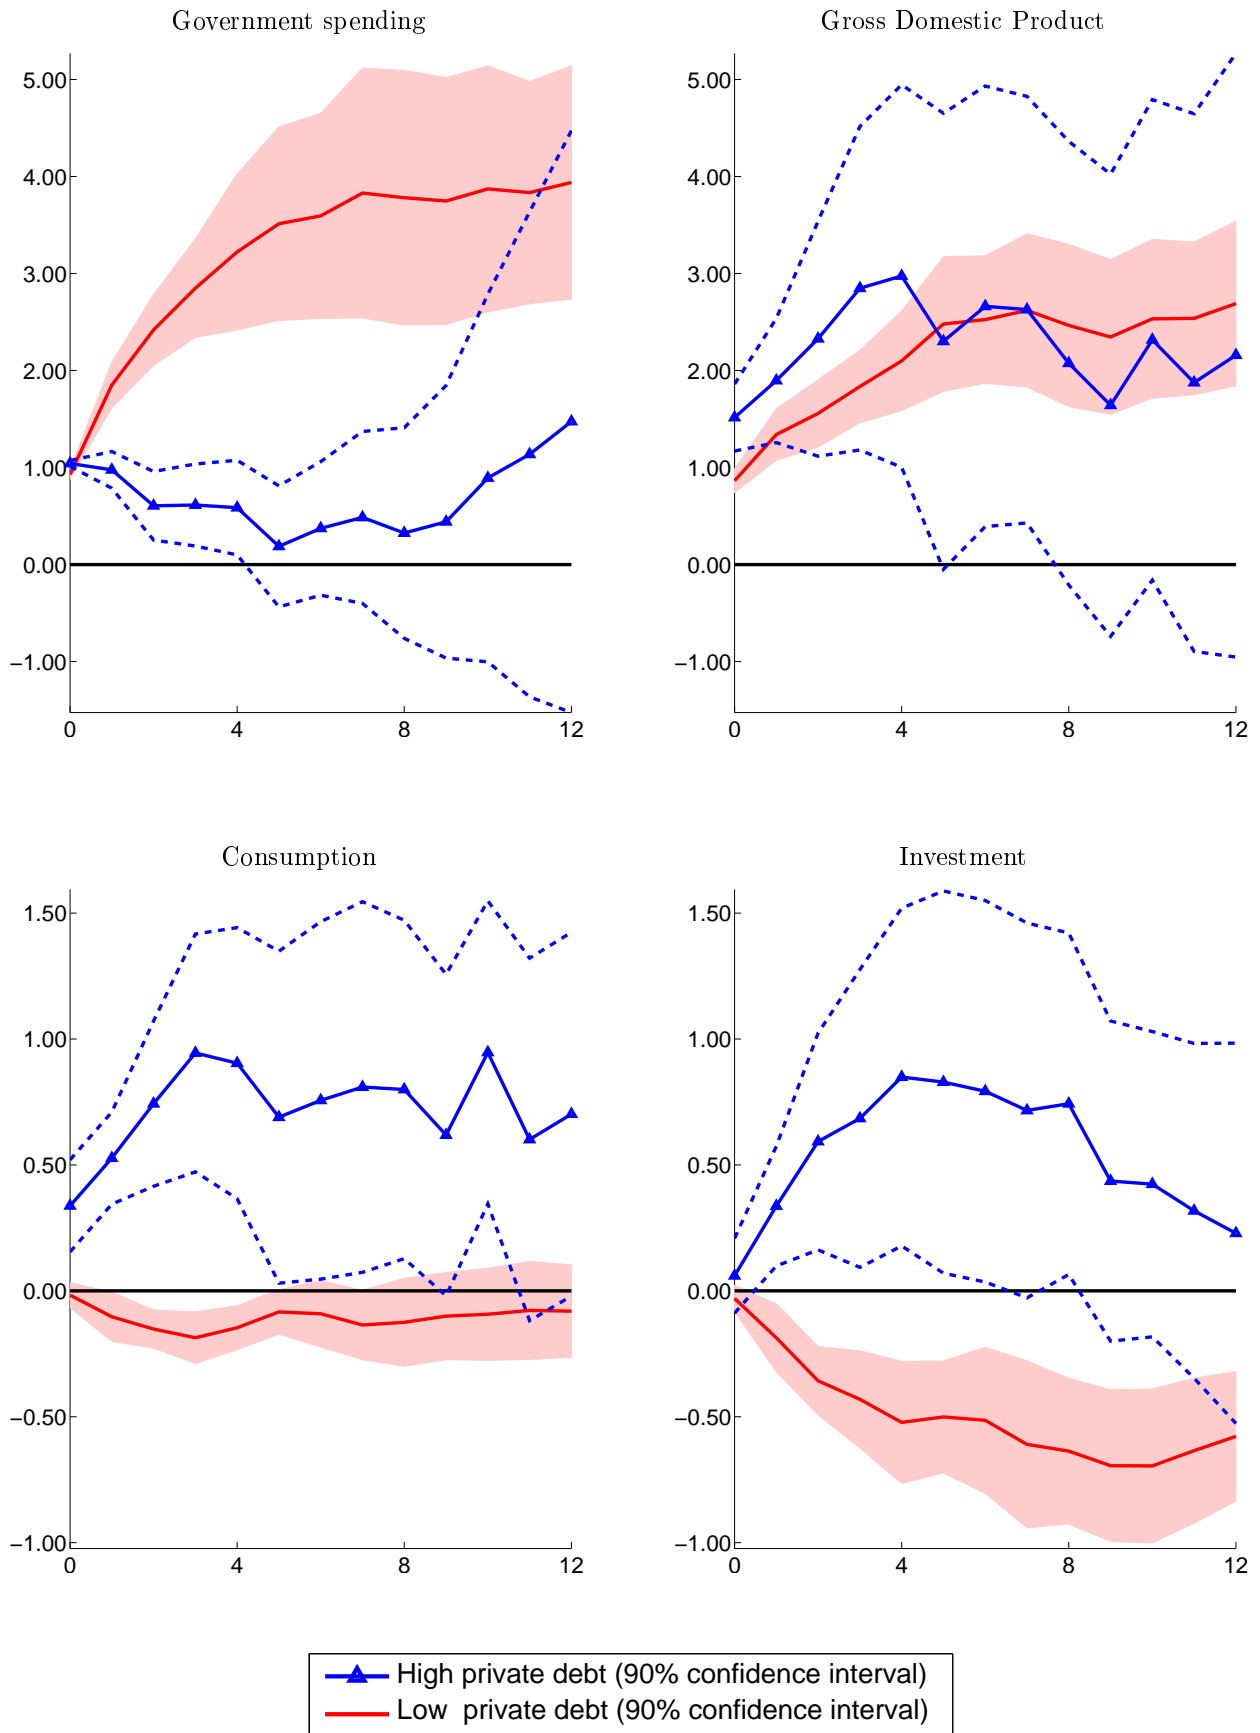 Government spending
5.00
4.00
3.00
2.00
1.00
0.00
−1.00
0 4 8 12
Gross Domestic Product
5.00
4.00
3.00
2.00
1.00
0.00
−1.00
0 4 8 12
Consumption
1.50
1.00
0.50
0.00
−0.50
−1.00
0 4 8 12
Investment
1.50
1.00
0.50
0.00
−0.50
−1.00
0 4 8 12
High private debt (90% confidence interval)
Low private debt (90% confidence interval)